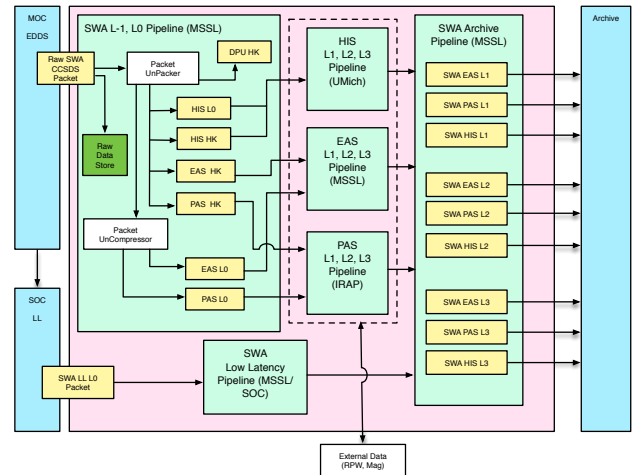 MOC
EDDS
SWA L-1, L0 Pipeline (MSSL)
Raw SWA
CCSDS
Packet
Packet
UnPacker
DPU HK
HIS L0
HIS HK
EAS HK
PAS HK
Raw
Data
Store
Packet
UnCompressor
EAS L0
PAS L0
HIS
L1, L2, L3
Pipeline
(UMich)
EAS
L1, L2, L3
Pipeline
(MSSL)
PAS
L1, L2, L3
Pipeline
(IRAP)
SWA Archive
Pipeline (MSSL)
SWA EAS L1
SWA PAS L1
SWA HIS L1
SWA EAS L2
SWA PAS L2
SWA HIS L2
SWA EAS L3
SWA PAS L3
SWA HIS L3
Archive
SOC
LL
SWA LL L0
Packet
SWA
Low Latency
Pipeline (MSSL/
SOC)
External Data
(RPW, Mag)